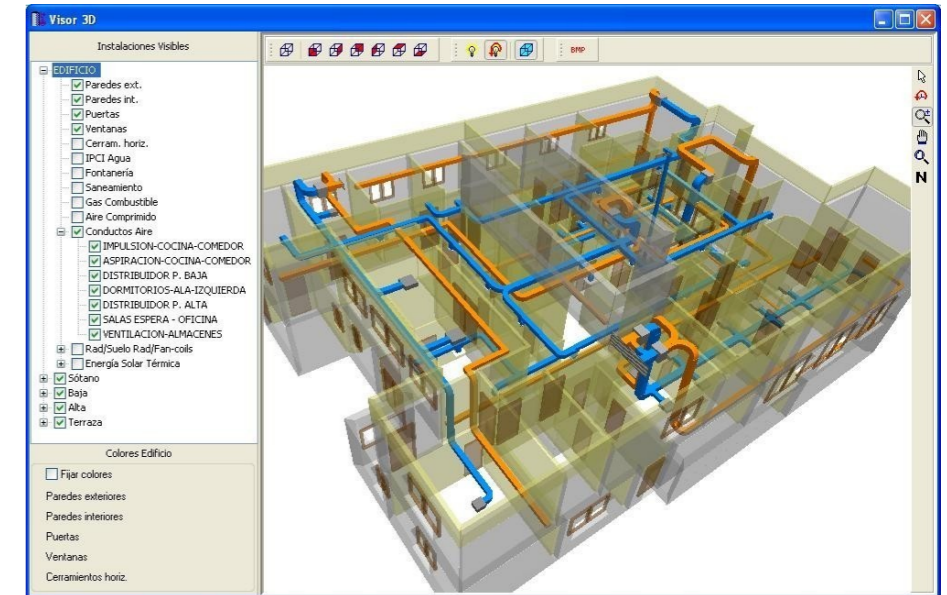 Visor 3D
Instalaciones Visibles
BMP
EDIFICIO
Paredes ext.
Paredes int.
Puertas
Ventanas
Cerram. horiz.
IPCI Agua
Fontanería
Saneamiento
Gas Combustible
Aire Comprimido
Conductos Aire
IMPULSION-COCINA-COMEDOR
ASPIRACION-COCINA-COMEDOR
DISTRIBUIDOR P. BAJA
DORMITORIOS-ALA-IZQUIERDA
DISTRIBUIDOR P. ALTA
SALAS ESPERA - OFICINA
VENTILACION-ALMACENES
Rad/Suelo Rad/Fan-coils
Energía Solar Térmica
Sótano
Baja
Alta
Terraza
N
Colores Edificio
Fijar colores
Paredes exteriores
Paredes interiores
Puertas
Ventanas
Cerramientos horiz.